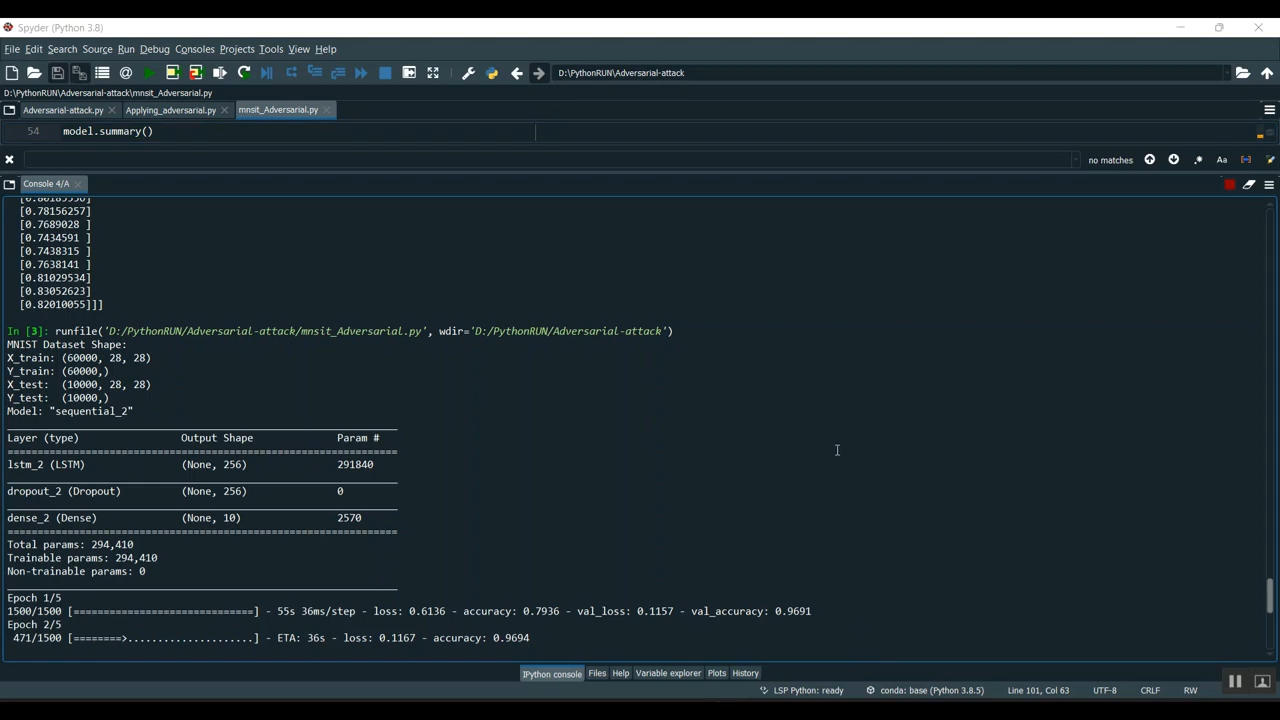 Spyder (Python 3.8)
File Edit Search Source Run Debug Consoles Projects Tools View Help
D:\PythonRUN\Adversarial-attack
D:\PythonRUN\Adversarial-attack\mnsit_Adversarial.py
Adversarial-attack.py Applying_adversarial.py mnsit_Adversarial.py
54 model.summary()
no matches .* Aa
Console 4/A
[0.78156257]
[0.7689028 ]
[0.7434591 ]
[0.7438315 ]
[0.7638141 ]
[0.81029534]
[0.83052623]
[0.82010055]]]
In [3]: runfile('D:/PythonRUN/Adversarial-attack/mnsit_Adversarial.py', wdir='D:/PythonRUN/Adversarial-attack')
MNIST Dataset Shape:
X_train: (60000, 28, 28)
Y_train: (60000,)
X_test:  (10000, 28, 28)
Y_test:  (10000,)
Model: "sequential_2"
Layer (type) Output Shape Param #
=================================================================
lstm_2 (LSTM) (None, 256) 291840
dropout_2 (Dropout) (None, 256) 0
dense_2 (Dense) (None, 10) 2570
=================================================================
Total params: 294,410
Trainable params: 294,410
Non-trainable params: 0
Epoch 1/5
1500/1500 [==============================] - 55s 36ms/step - loss: 0.6136 - accuracy: 0.7936 - val_loss: 0.1157 - val_accuracy: 0.9691
Epoch 2/5
471/1500 [========>.....................] - ETA: 36s - loss: 0.1167 - accuracy: 0.9694
IPython console Files Help Variable explorer Plots History
LSP Python: ready conda: base (Python 3.8.5) Line 101, Col 63 UTF-8 CRLF RW